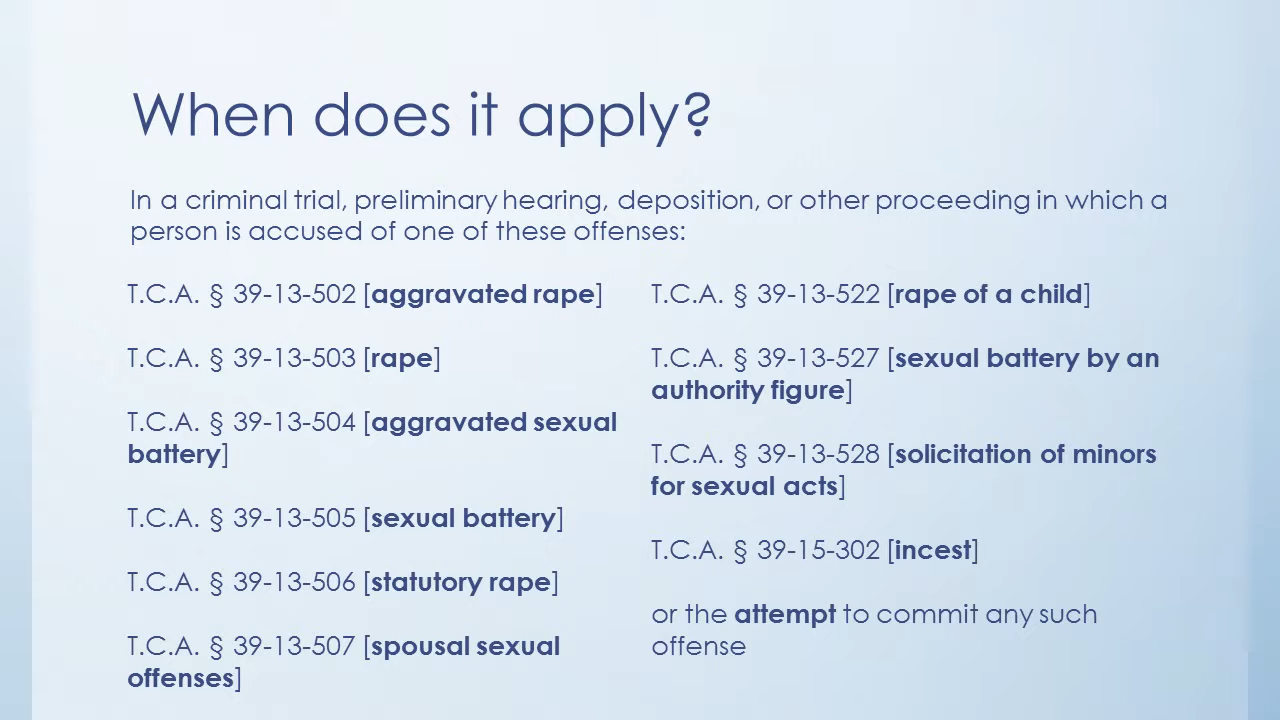 When does it apply?
In a criminal trial, preliminary hearing, deposition, or other proceeding in which a
person is accused of one of these offenses:
T.C.A. § 39-13-502 [aggravated rape]
T.C.A. § 39-13-503 [rape]
T.C.A. § 39-13-504 [aggravated sexual
battery]
T.C.A. § 39-13-505 [sexual battery]
T.C.A. § 39-13-506 [statutory rape]
T.C.A. § 39-13-507 [spousal sexual
offenses]
T.C.A. § 39-13-522 [rape of a child]
T.C.A. § 39-13-527 [sexual battery by an
authority figure]
T.C.A. § 39-13-528 [solicitation of minors
for sexual acts]
T.C.A. § 39-15-302 [incest]
or the attempt to commit any such
offense